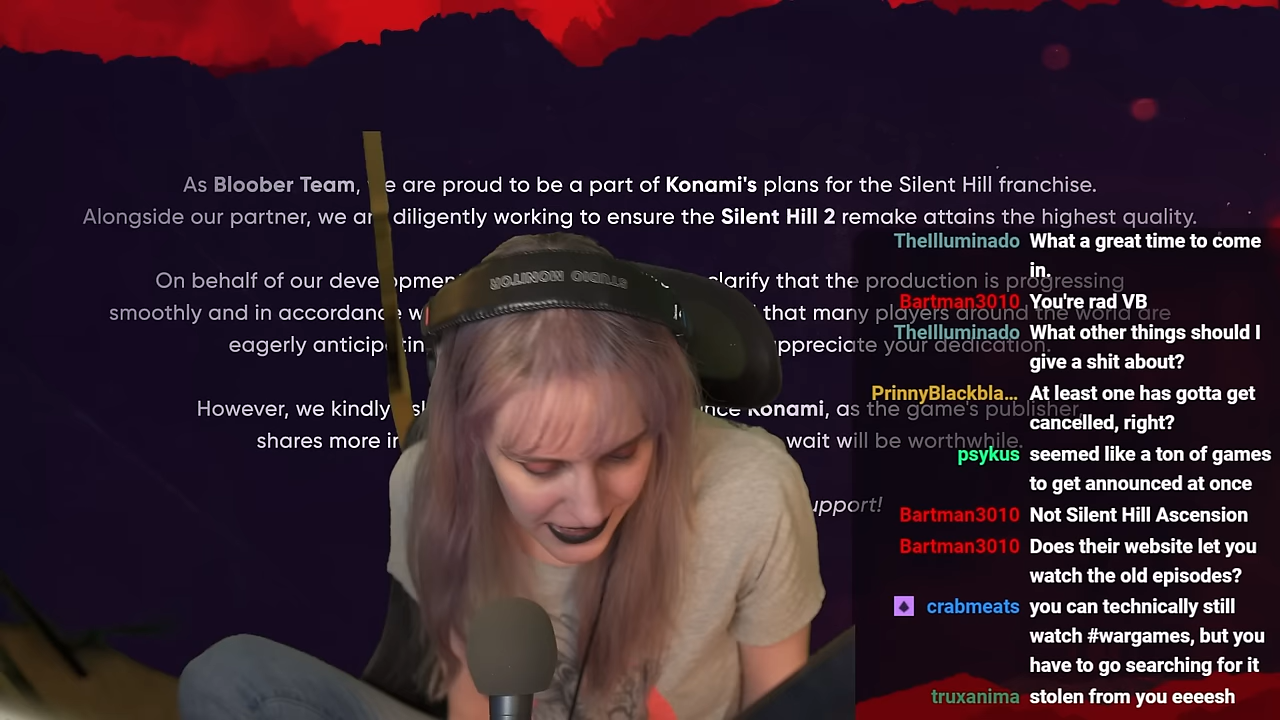 As Bloober Team, e are proud to be a part of Konami's plans for the Silent Hill franchise.
Alongside our partner, we are diligently working to ensure the Silent Hill 2 remake attains the highest quality.
On behalf of our clarify that the production is progressing
smoothly and in accordance that many players around the world are
eagerly appreciate your dedication.
However, we kindly Konami, as the game's publisher,
shares more wait will be worthwhile.
support!
STUDIO MONITOR
TheIlluminado What a great time to come
in.
Bartman3010 You're rad VB
TheIlluminado What other things should I
give a shit about?
PrinnyBlackbla... At least one has gotta get
cancelled, right?
psykus seemed like a ton of games
to get announced at once
Bartman3010 Not Silent Hill Ascension
Bartman3010 Does their website let you
watch the old episodes?
crabmeats you can technically still
watch #wargames, but you
have to go searching for it
truxanima stolen from you eeeesh